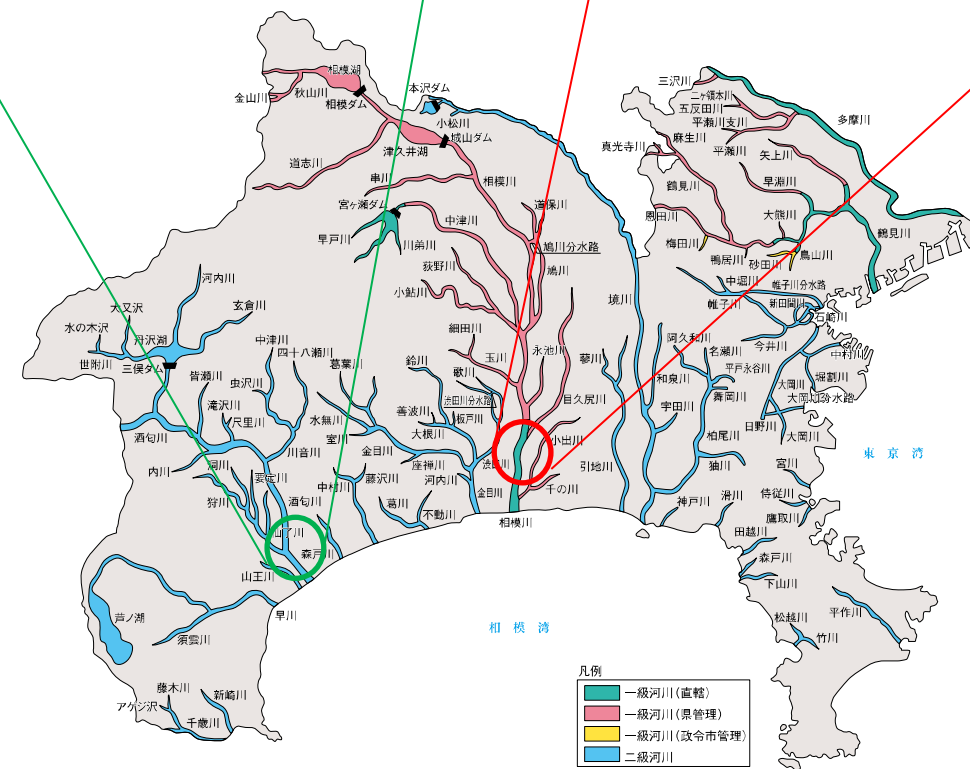 相模湖
金山川
秋山川
相模ダム
本沢ダム
小松川
城山ダム
津久井湖
道志川
串川
相模川
宮ヶ瀬ダム
早戸川
川弟川
中津川
道保川
鳩川分水路
鳩川
荻野川
小鮎川
細田川
玉川
永池川
目久尻川
小出川
千の川
相模川
鈴川
歌川
渋田川分水路
板戸川
善波川
大根川
座禅川
河内川
渋田川
金目川
河内川
玄倉川
大又沢
水の木沢
世附川
丹沢湖
三保ダム
皆瀬川
滝沢川
尺里川
虫沢川
中津川
四十八瀬川
葛葉川
水無川
室川
金目川
藤沢川
葛川
不動川
中村川
川音川
酒匂川
内川
洞川
狩川
要定川
酒匂川
山王川
森戸川
早川
芦ノ湖
須雲川
藤木川
アケジ沢
新崎川
千歳川
三沢川
二ヶ領本川
五反田川
平瀬川支川
平瀬川
麻生川
真光寺川
矢上川
多摩川
鶴見川
早淵川
恩田川
大熊川
梅田川
鴨居川
砂田川
鳥山川
鶴見川
中堀川
帷子川分水路
帷子川
新田間川
石崎川
今井川
中村川
境川
阿久和川
名瀬川
平戸永谷川
蓼川
和泉川
舞岡川
宇田川
大岡川
堀割川
大岡川分水路
日野川
大岡川
柏尾川
引地川
狙川
宮川
侍従川
鷹取川
神戸川
滑川
田越川
森戸川
下山川
松越川
竹川
平作川
東京湾
相模湾
凡例
一級河川(直轄)
一級河川(県管理)
一級河川(政令市管理)
二級河川